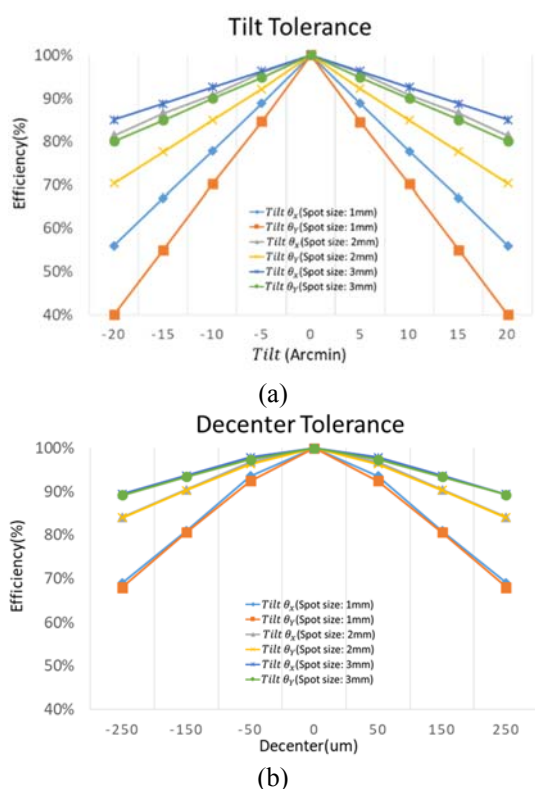 Tilt Tolerance
100%
90%
80%
70%
60%
50%
40%
Efficiency(%)
Tilt θx(Spot size: 1mm)
Tilt θY(Spot size: 1mm)
Tilt θx(Spot size: 2mm)
Tilt θY(Spot size: 2mm)
Tilt θx(Spot size: 3mm)
Tilt θY(Spot size: 3mm)
-20 -15 -10 -5 0 5 10 15 20
Tilt (Arcmin)
(a)
Decenter Tolerance
100%
90%
80%
70%
60%
50%
40%
Efficiency(%)
Tilt θX(Spot size: 1mm)
Tilt θY(Spot size: 1mm)
Tilt θX(Spot size: 2mm)
Tilt θY(Spot size: 2mm)
Tilt θX(Spot size: 3mm)
Tilt θY(Spot size: 3mm)
-250 -150 -50 0 50 150 250
Decenter(um)
(b)